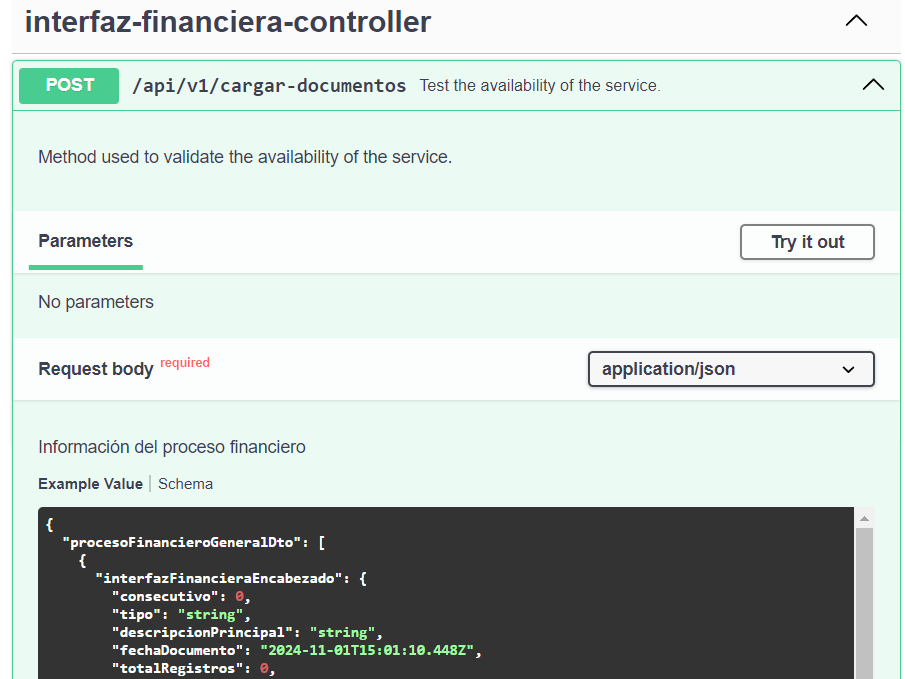 interfaz-financiera-controller
POST /api/v1/cargar-documentos Test the availability of the service.
Method used to validate the availability of the service.
Parameters Try it out
No parameters
Request body required application/json
Información del proceso financiero
Example Value Schema
{
"procesoFinancieroGeneralDto": [
{
"interfazFinancieraEncabezado": {
"consecutivo": 0,
"tipo": "string",
"descripcionPrincipal": "string",
"fechaDocumento": "2024-11-01T15:01:10.448Z",
"totalRegistros": 0,